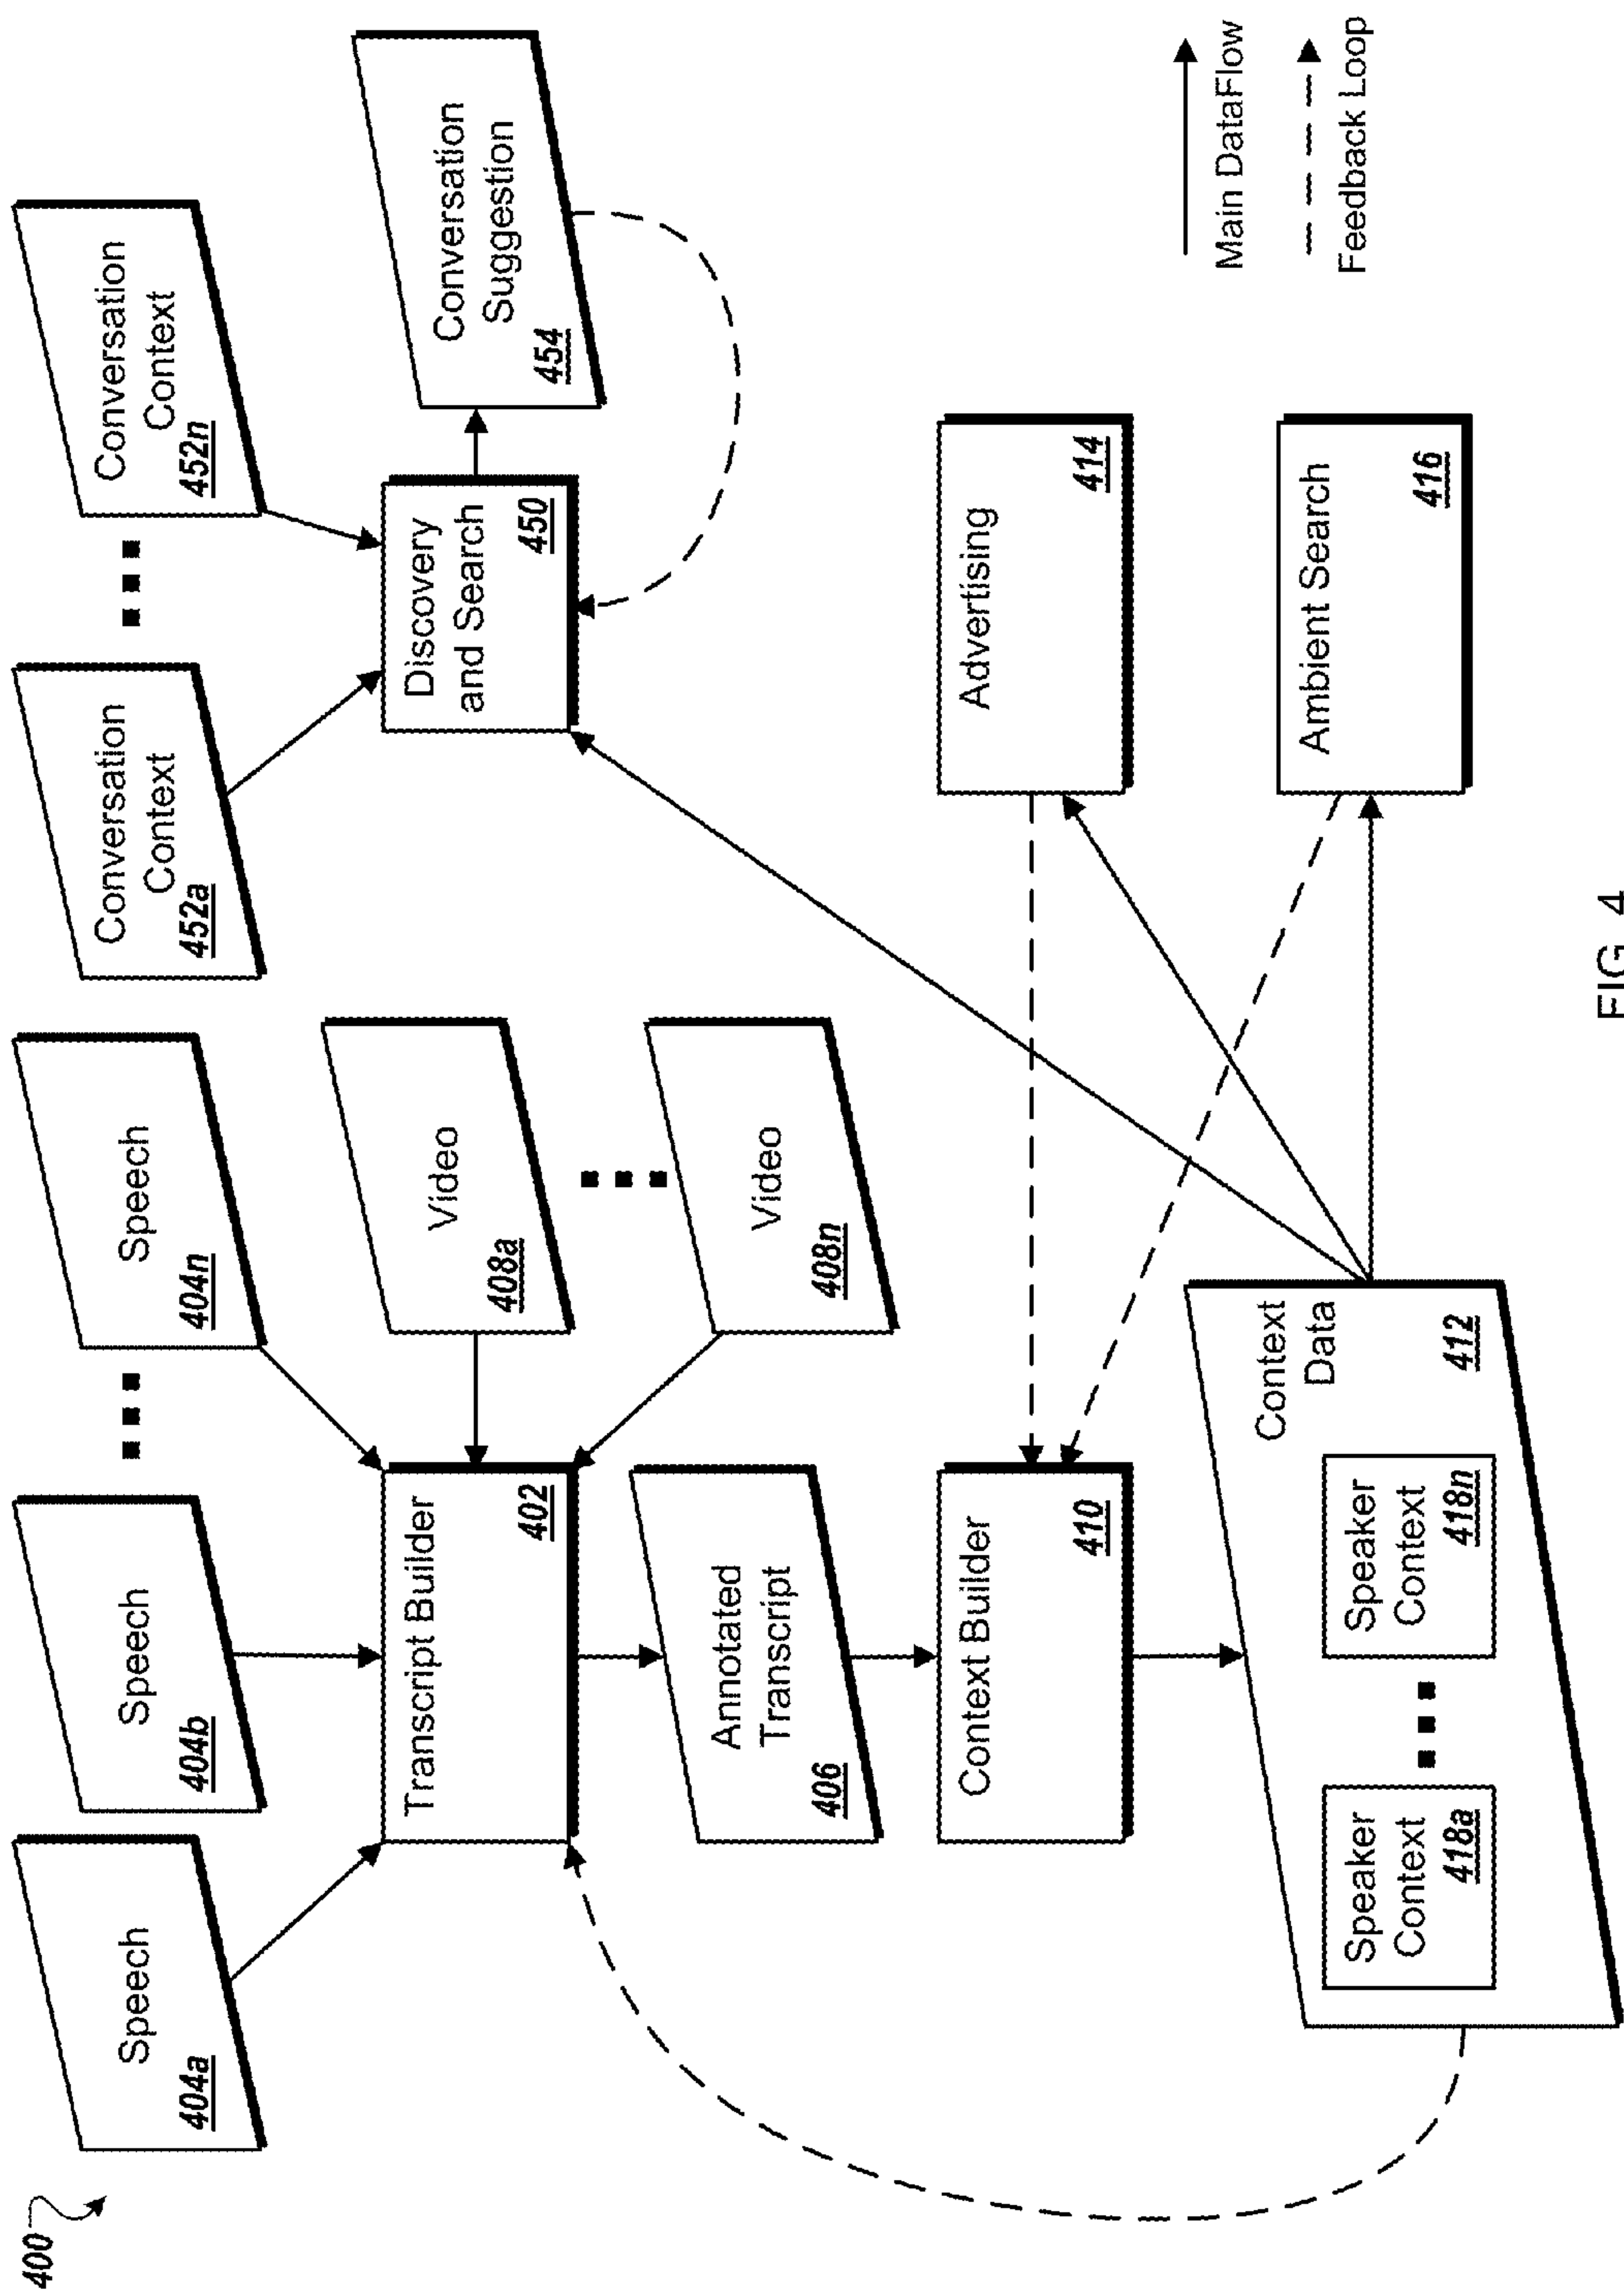 400
Speech
404a
Speech
404b
Speech
404n
Conversation
Context
452a
Conversation
Context
452n
Transcript Builder
402
Video
408a
Video
408n
Discovery
and Search
450
Conversation
Suggestion
454
Annotated
Transcript
406
Context Builder
410
Advertising
414
Context
Data
412
Speaker
Context
418a
Speaker
Context
418n
Ambient Search
416
Main DataFlow
Feedback Loop
FIG. 4